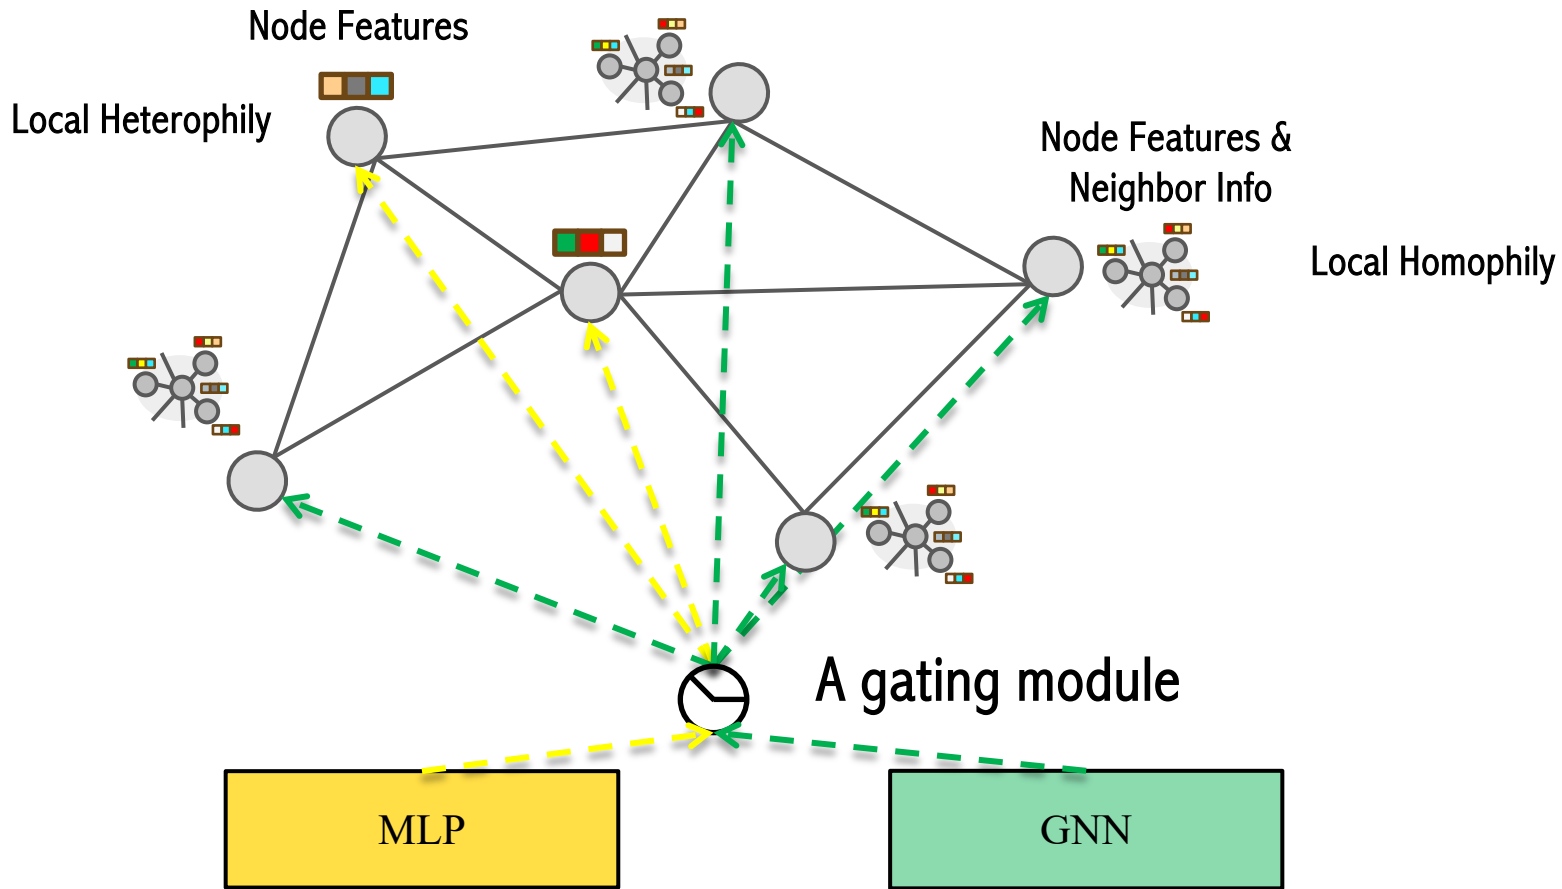 Node Features
Local Heterophily
Node Features &
Neighbor Info
Local Homophily
A gating module
MLP
GNN